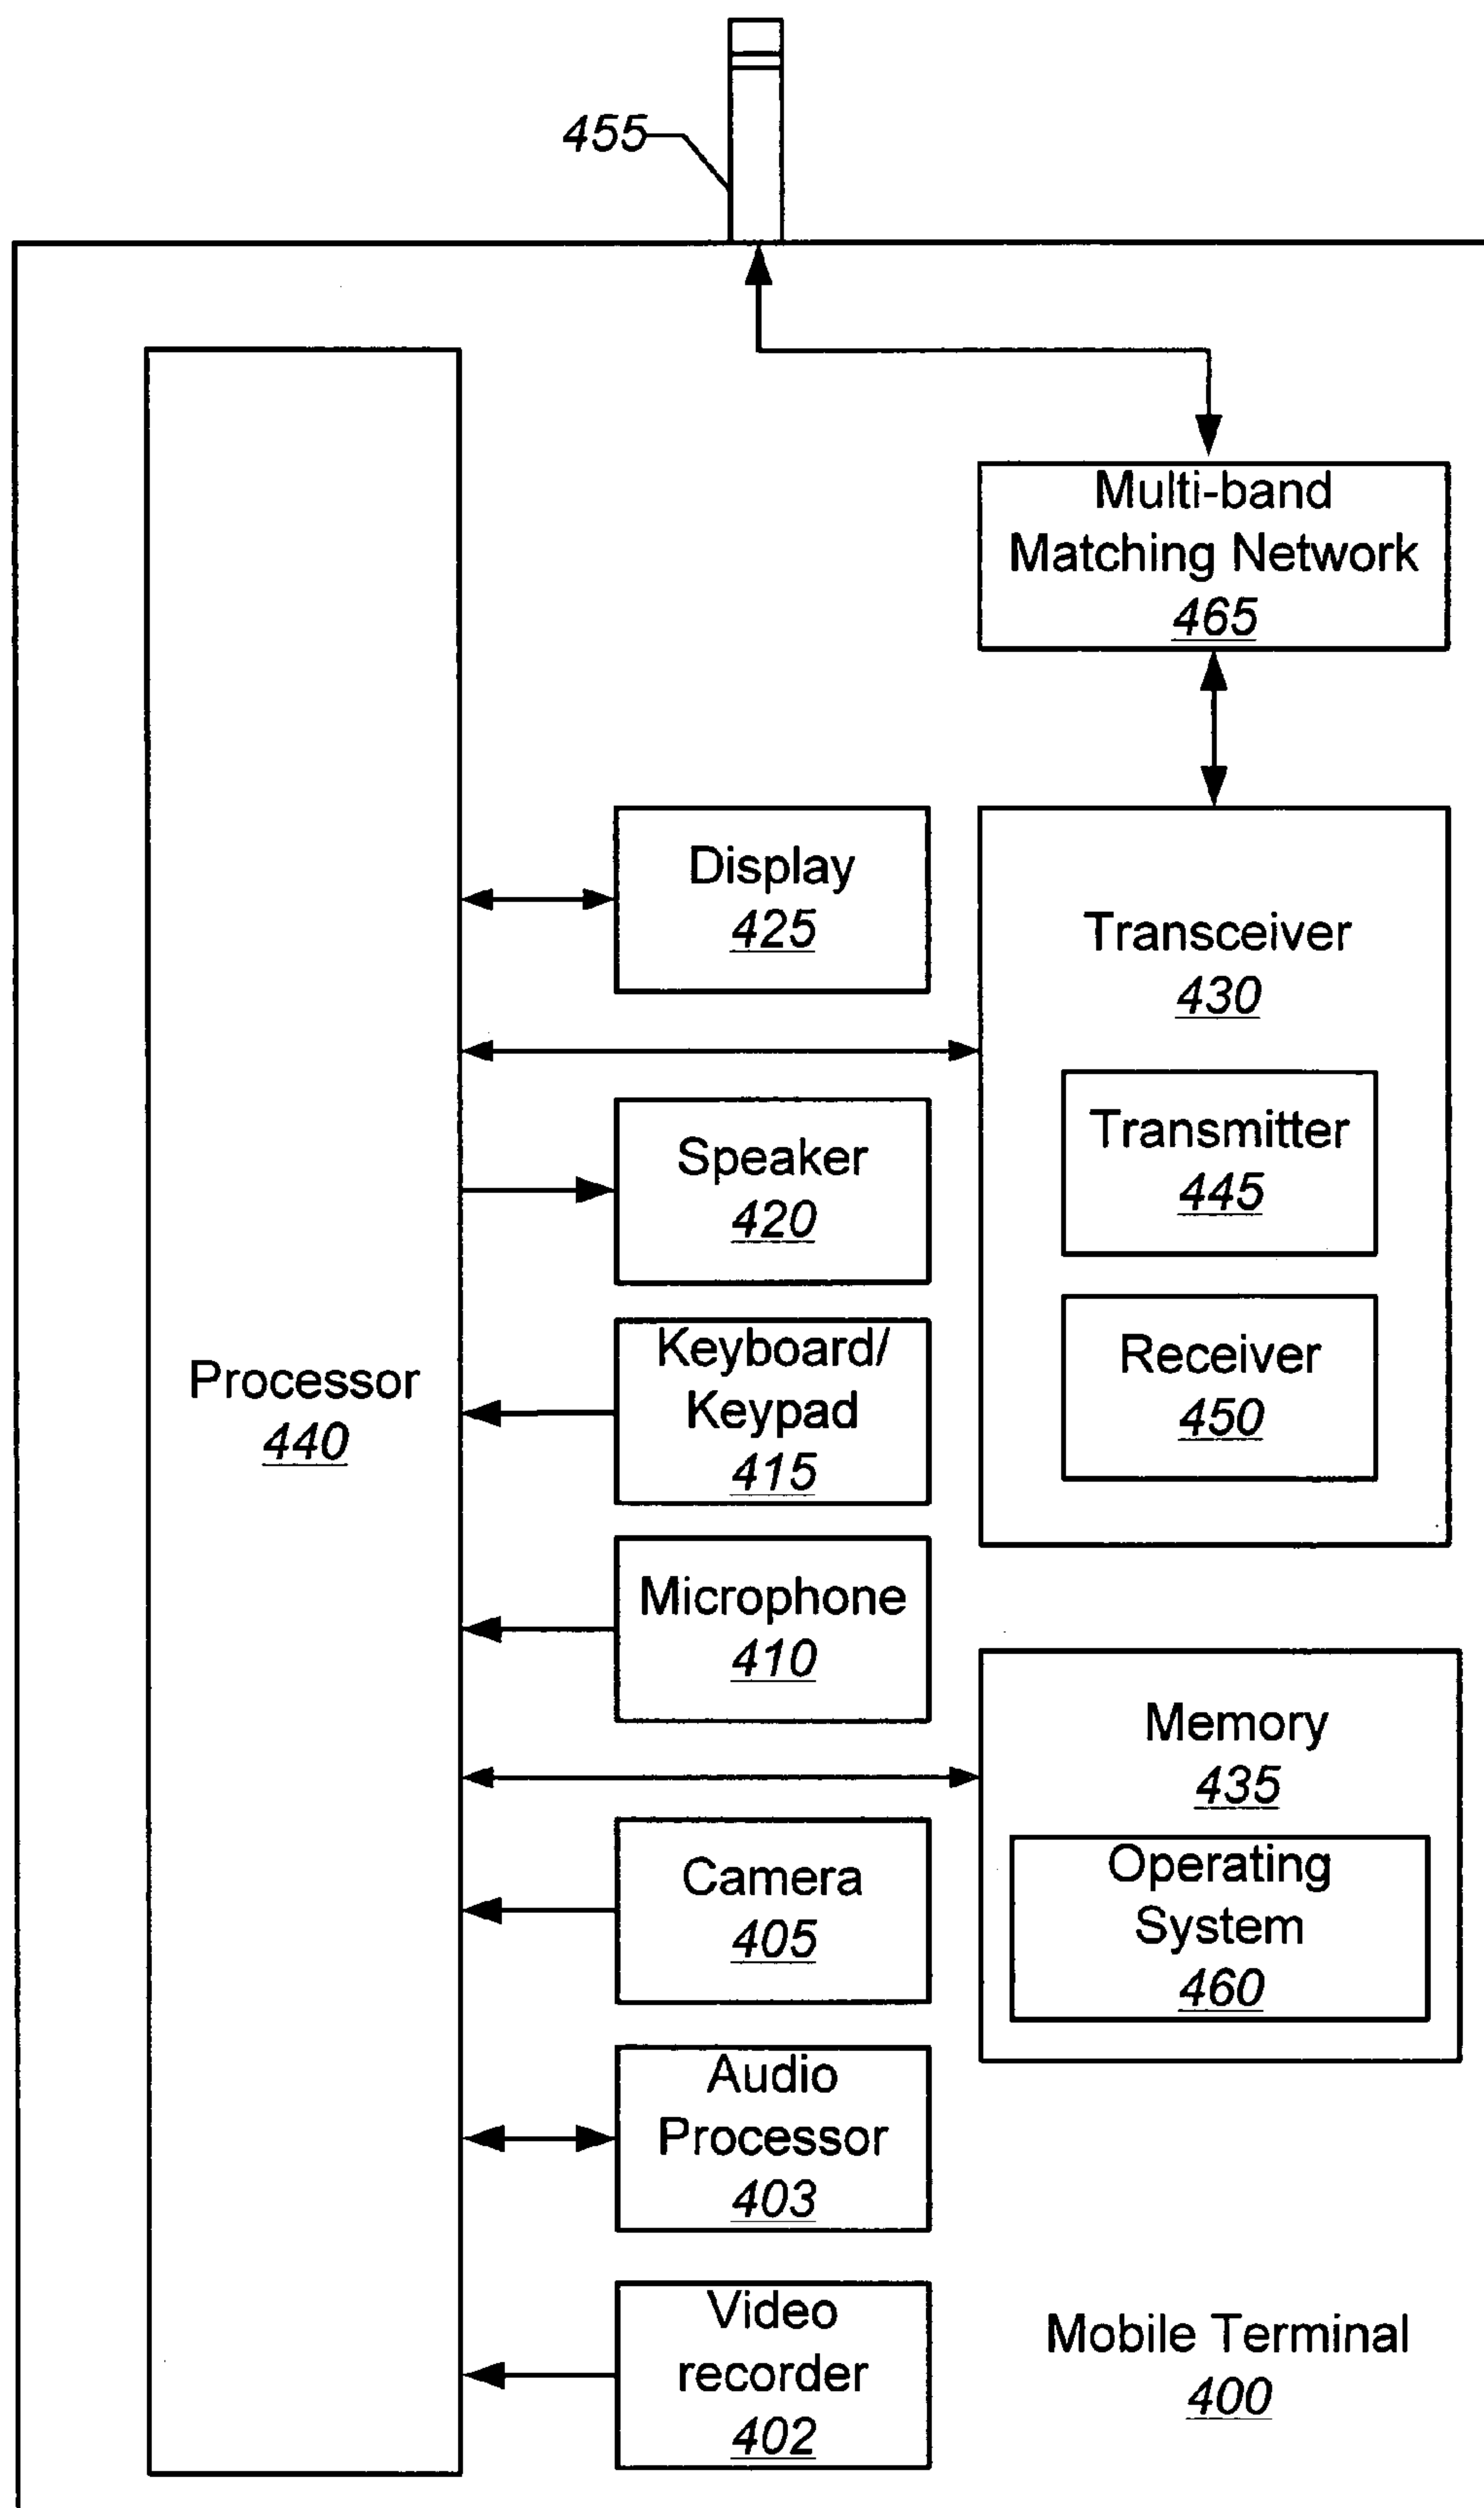 455
Multi-band
Matching Network
465
Display
425
Transceiver
430
Transmitter
445
Speaker
420
Receiver
450
Keyboard/
Keypad
415
Processor
440
Microphone
410
Memory
435
Operating
System
460
Camera
405
Audio
Processor
403
Video
recorder
402
Mobile Terminal
400